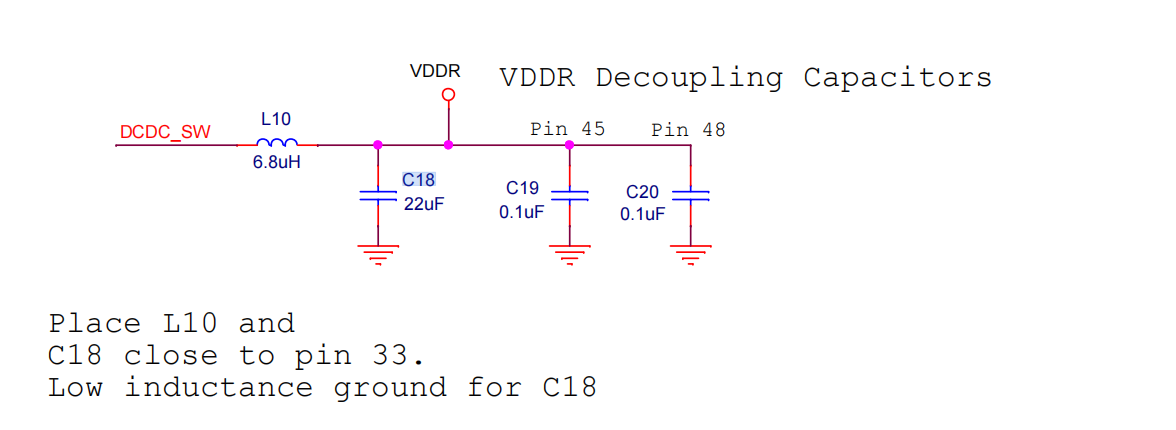 VDDR
VDDR Decoupling Capacitors
L10
DCDC_SW
Pin 45
Pin 48
6.8uH
C18
22uF
C19
0.1uF
C20
0.1uF
Place L10 and
C18 close to pin 33.
Low inductance ground for C18